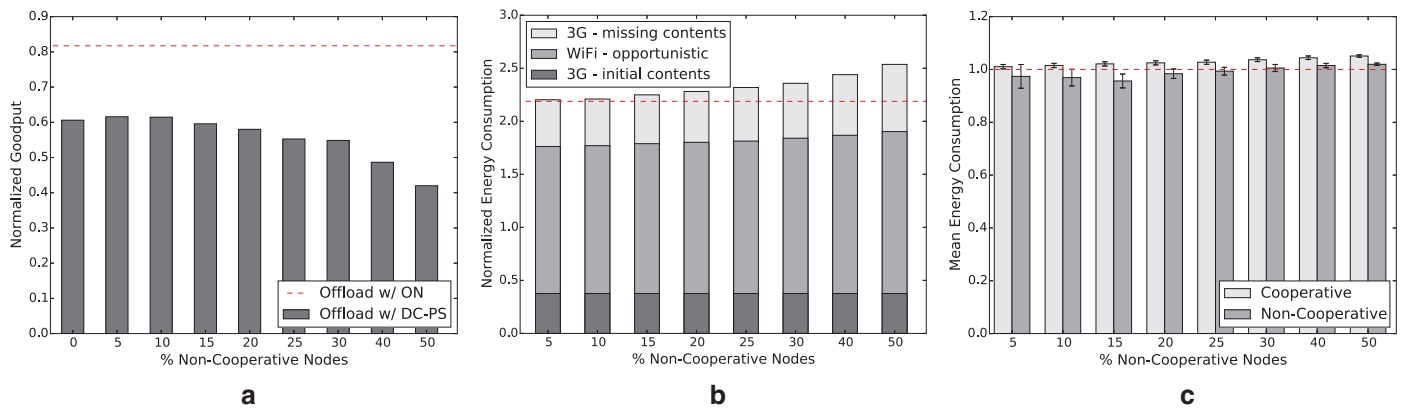 Normalized Goodput
0.9
0.8
0.7
0.6
0.5
0.4
0.3
0.2
0.1
0.0
Offload w/ ON
Offload w/ DC-PS
0 5 10 15 20 25 30 40 50
% Non-Cooperative Nodes
a
Normalized Energy Consumption
3.0
2.5
2.0
1.5
1.0
0.5
0.0
3G - missing contents
WiFi - opportunistic
3G - initial contents
5 10 15 20 25 30 40 50
% Non-Cooperative Nodes
b
Mean Energy Consumption
1.2
1.0
0.8
0.6
0.4
0.2
0.0
Cooperative
Non-Cooperative
5 10 15 20 25 30 40 50
% Non-Cooperative Nodes
c